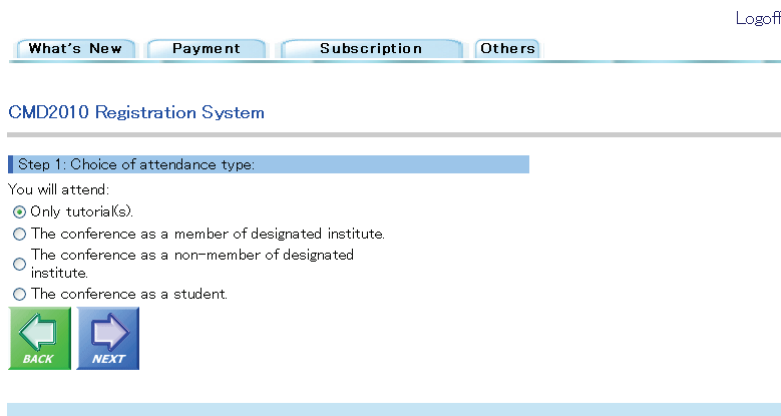 Logoff
What's New Payment Subscription Others
CMD2010 Registration System
Step 1: Choice of attendance type:
You will attend:
Only tutorial(s).
The conference as a member of designated institute.
The conference as a non-member of designated
institute.
The conference as a student.
BACK NEXT